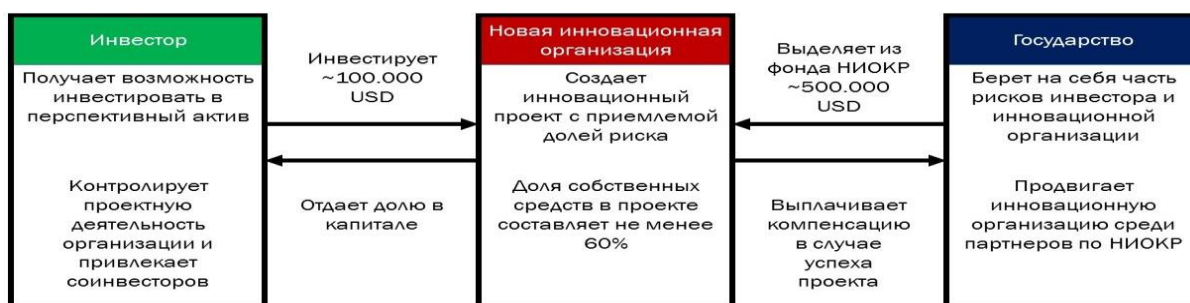 Инвестор
Получает возможность
инвестировать в
перспективный актив
Контролирует
проектную
деятельность
организации и
привлекает
соинвесторов
Инвестирует
~100.000
USD
Отдает долю в
капитале
Новая инновационная
организация
Создает
инновационный
проект с приемлемой
долей риска
Доля собственных
средств в проекте
составляет не менее
60%
Выделяет из
фонда НИОКР
~500.000
USD
Выплачивает
компенсацию
в случае
успеха
проекта
Государство
Берет на себя часть
рисков инвестора и
инновационной
организации
Продвигает
инновационную
организацию среди
партнеров по НИОКР